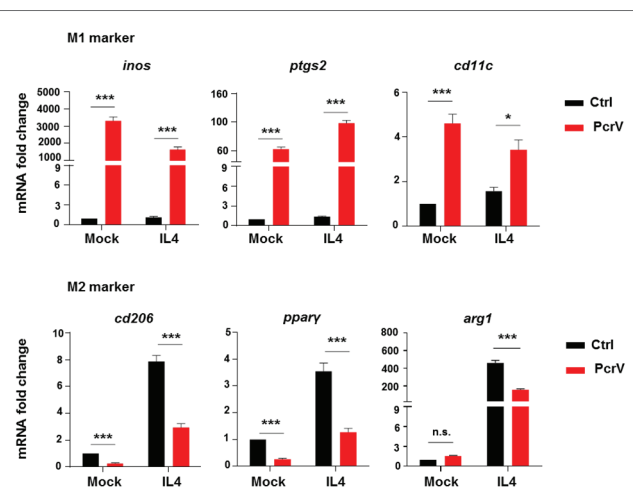 M1 marker
inos
ptgs2
cd11c
mRNA fold change
5000
4000
3000
2000
1000
9
6
3
0
***
***
Mock
IL4
160
100
60
9
6
3
0
***
***
Mock
IL4
6
4
2
0
***
*
Mock
IL4
Ctrl
PcrV
M2 marker
cd206
pparγ
arg1
mRNA fold change
10
8
6
4
2
0
***
***
Mock
IL4
5
4
3
2
1
0
***
***
Mock
IL4
800
600
400
200
9
6
3
0
n.s.
***
Mock
IL4
Ctrl
PcrV